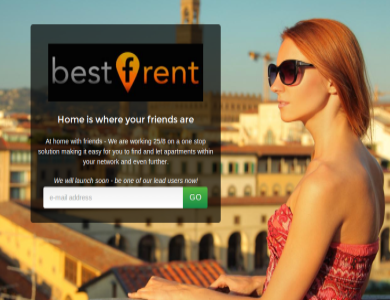 best f rent
Home is where your friends are
At home with friends - We are working 25/8 on a one stop
solution making it easy for you to find and let apartments within
your network and even further.
We will launch soon - be one of our lead users now!
e-mail address GO